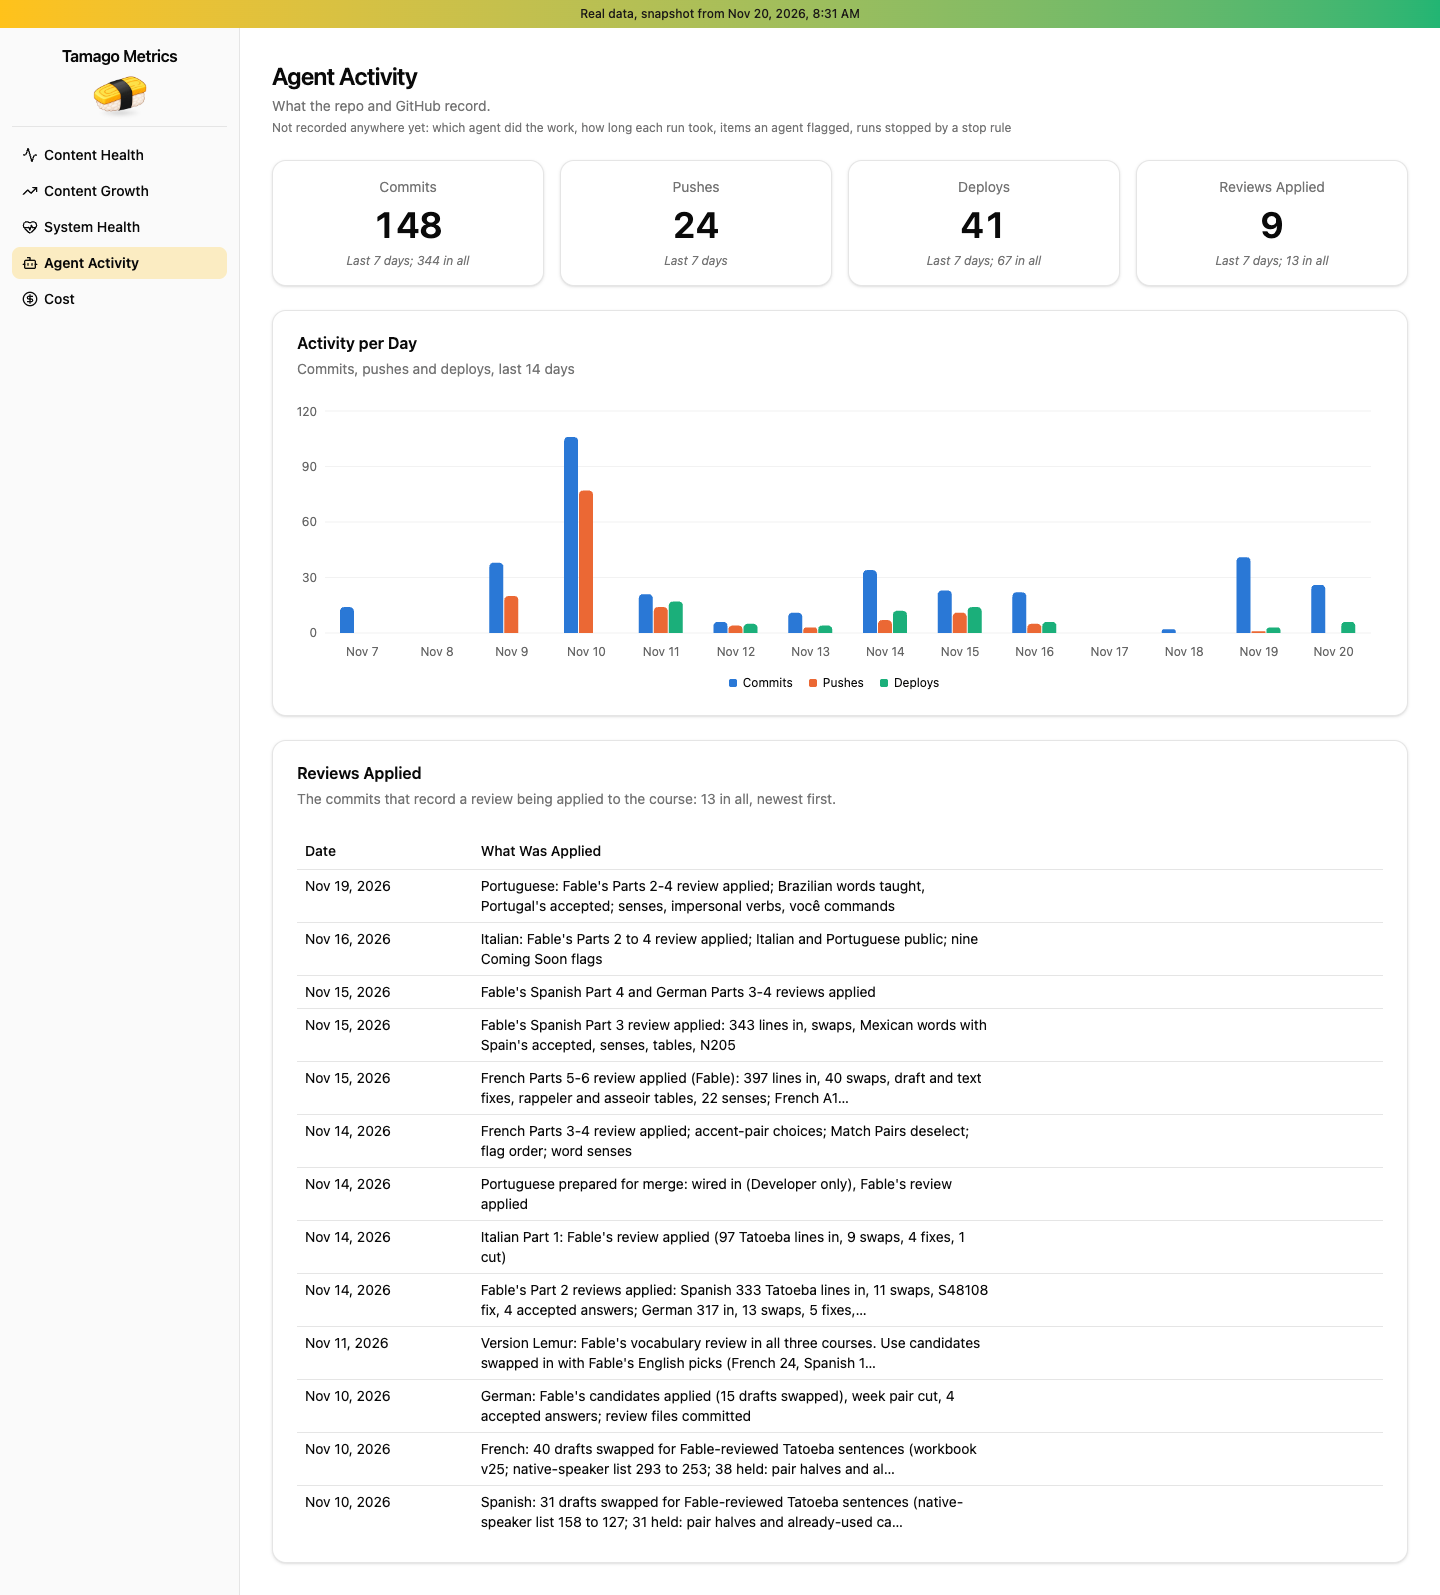 Real data, snapshot from Nov 20, 2026, 8:31 AM
Tamago Metrics
Content Health
Content Growth
System Health
Agent Activity
Cost
Agent Activity
What the repo and GitHub record.
Not recorded anywhere yet: which agent did the work, how long each run took, items an agent flagged, runs stopped by a stop rule
Commits
148
Last 7 days; 344 in all
Pushes
24
Last 7 days
Deploys
41
Last 7 days; 67 in all
Reviews Applied
9
Last 7 days; 13 in all
Activity per Day
Commits, pushes and deploys, last 14 days
120
90
60
30
0
Nov 7 Nov 8 Nov 9 Nov 10 Nov 11 Nov 12 Nov 13 Nov 14 Nov 15 Nov 16 Nov 17 Nov 18 Nov 19 Nov 20
Commits Pushes Deploys
Reviews Applied
The commits that record a review being applied to the course: 13 in all, newest first.
Date What Was Applied
Nov 19, 2026 Portuguese: Fable's Parts 2-4 review applied; Brazilian words taught,
Portugal's accepted; senses, impersonal verbs, você commands
Nov 16, 2026 Italian: Fable's Parts 2 to 4 review applied; Italian and Portuguese public; nine
Coming Soon flags
Nov 15, 2026 Fable's Spanish Part 4 and German Parts 3-4 reviews applied
Nov 15, 2026 Fable's Spanish Part 3 review applied: 343 lines in, swaps, Mexican words with
Spain's accepted, senses, tables, N205
Nov 15, 2026 French Parts 5-6 review applied (Fable): 397 lines in, 40 swaps, draft and text
fixes, rappeler and asseoir tables, 22 senses; French A1...
Nov 14, 2026 French Parts 3-4 review applied; accent-pair choices; Match Pairs deselect;
flag order; word senses
Nov 14, 2026 Portuguese prepared for merge: wired in (Developer only), Fable's review
applied
Nov 14, 2026 Italian Part 1: Fable's review applied (97 Tatoeba lines in, 9 swaps, 4 fixes, 1
cut)
Nov 14, 2026 Fable's Part 2 reviews applied: Spanish 333 Tatoeba lines in, 11 swaps, S48108
fix, 4 accepted answers; German 317 in, 13 swaps, 5 fixes,...
Nov 11, 2026 Version Lemur: Fable's vocabulary review in all three courses. Use candidates
swapped in with Fable's English picks (French 24, Spanish 1...
Nov 10, 2026 German: Fable's candidates applied (15 drafts swapped), week pair cut, 4
accepted answers; review files committed
Nov 10, 2026 French: 40 drafts swapped for Fable-reviewed Tatoeba sentences (workbook
v25; native-speaker list 293 to 253; 38 held: pair halves and al...
Nov 10, 2026 Spanish: 31 drafts swapped for Fable-reviewed Tatoeba sentences (native-
speaker list 158 to 127; 31 held: pair halves and already-used ca...